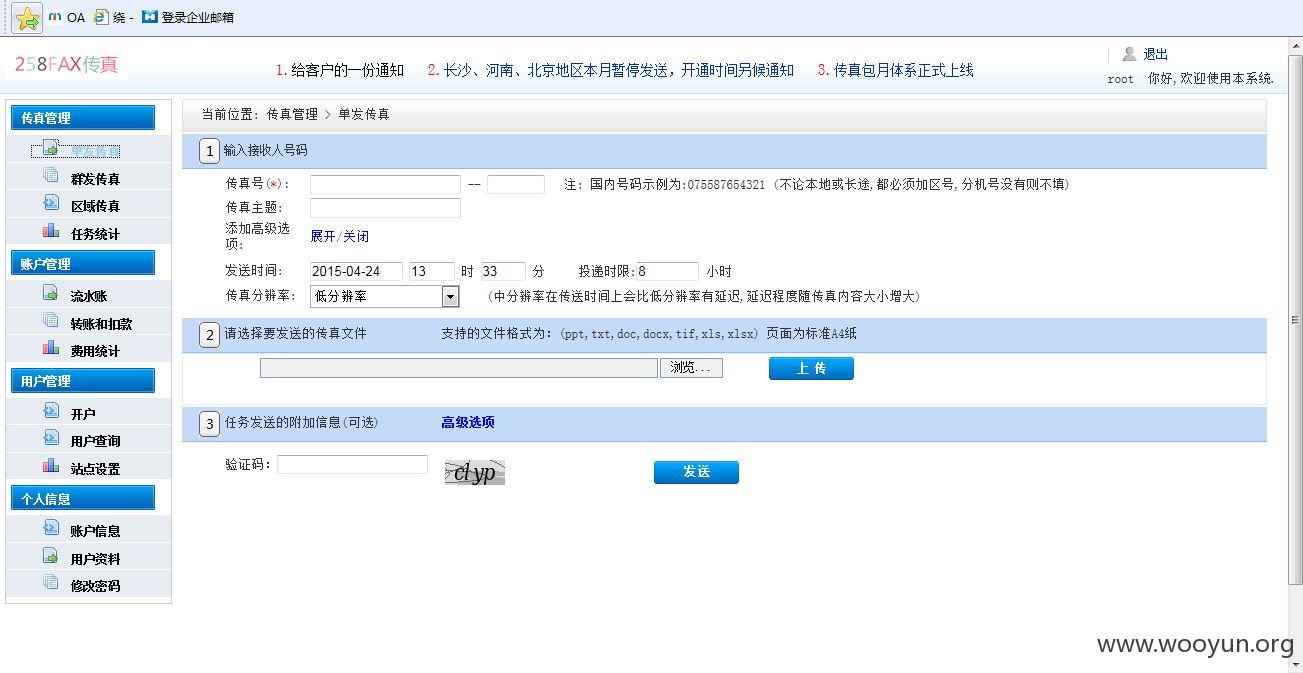 OA 绕 - 登录企业邮箱
258FAX传真
1. 给客户的一份通知 2. 长沙、河南、北京地区本月暂停发送，开通时间另候通知 3. 传真包月体系正式上线
退出
root 你好, 欢迎使用本系统.
传真管理
单发传真
群发传真
区域传真
任务统计
账户管理
流水账
转账和扣款
费用统计
用户管理
开户
用户查询
站点设置
个人信息
账户信息
用户资料
修改密码
当前位置: 传真管理 > 单发传真
1 输入接收人号码
传真号(*): -- 注: 国内号码示例为:075587654321 (不论本地或长途,都必须加区号,分机号没有则不填)
传真主题:
添加高级选
项:
展开/关闭
发送时间: 2015-04-24 13 时 33 分 投递时限: 8 小时
传真分辨率: 低分辨率 (中分辨率在传送时间上会比低分辨率有延迟,延迟程度随传真内容大小增大)
2 请选择要发送的传真文件 支持的文件格式为: (ppt,txt,doc,docx,tif,xls,xlsx) 页面为标准A4纸
浏览... 上 传
3 任务发送的附加信息(可选) 高级选项
验证码: clyp 发送
www.wooyun.org